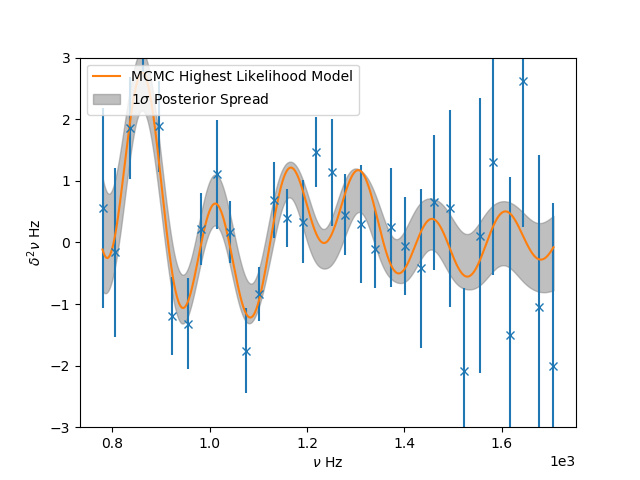 3
2
1
0
−1
−2
−3
δ²ν Hz
MCMC Highest Likelihood Model
1σ Posterior Spread
0.8 1.0 1.2 1.4 1.6
1e3
ν Hz